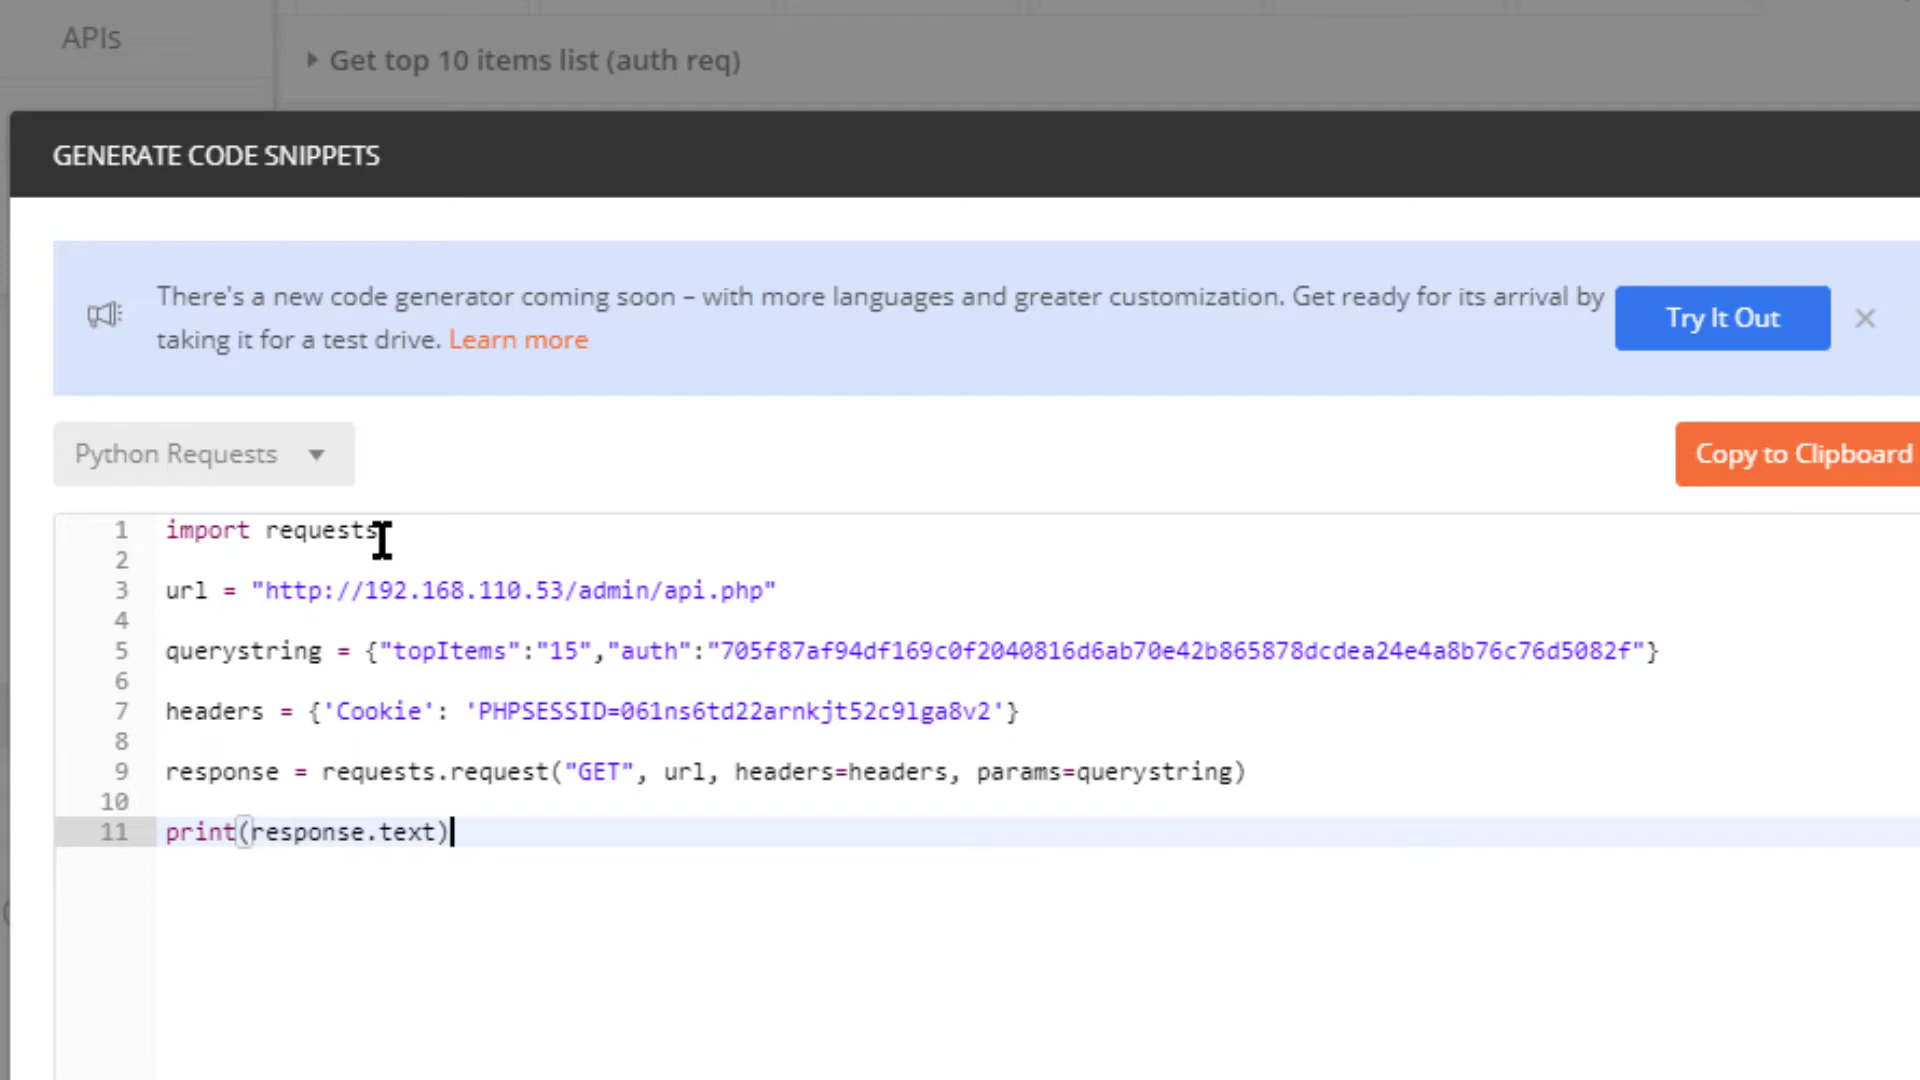 APIs
Get top 10 items list (auth req)
GENERATE CODE SNIPPETS
There's a new code generator coming soon – with more languages and greater customization. Get ready for its arrival by
taking it for a test drive. Learn more
Try It Out
Python Requests
Copy to Clipboard
1 import requests
2
3 url = "http://192.168.110.53/admin/api.php"
4
5 querystring = {"topItems":"15","auth":"705f87af94df169c0f2040816d6ab70e42b865878dcdea24e4a8b76c76d5082f"}
6
7 headers = {'Cookie': 'PHPSESSID=061ns6td22arnkjt52c9lga8v2'}
8
9 response = requests.request("GET", url, headers=headers, params=querystring)
10
11 print(response.text)